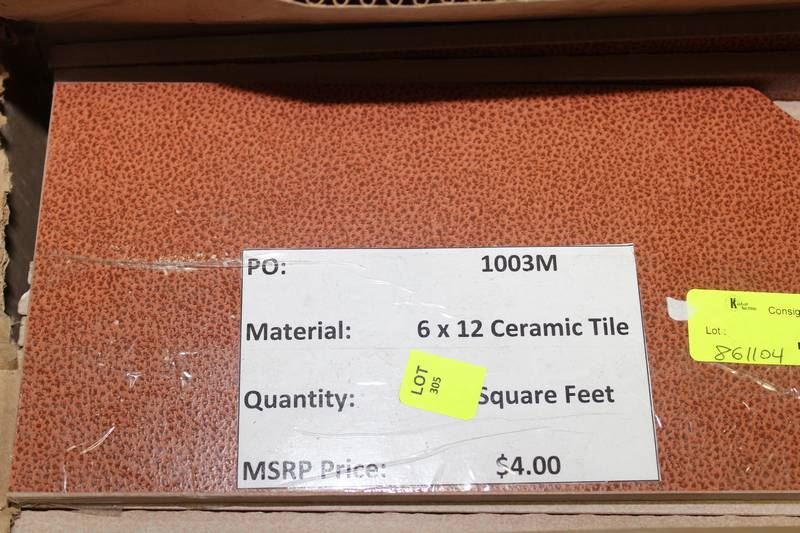 PO: 1003M
Material: 6 x 12 Ceramic Tile
Quantity: Square Feet
LOT
305
MSRP Price: $4.00
Consig
Lot:
861104